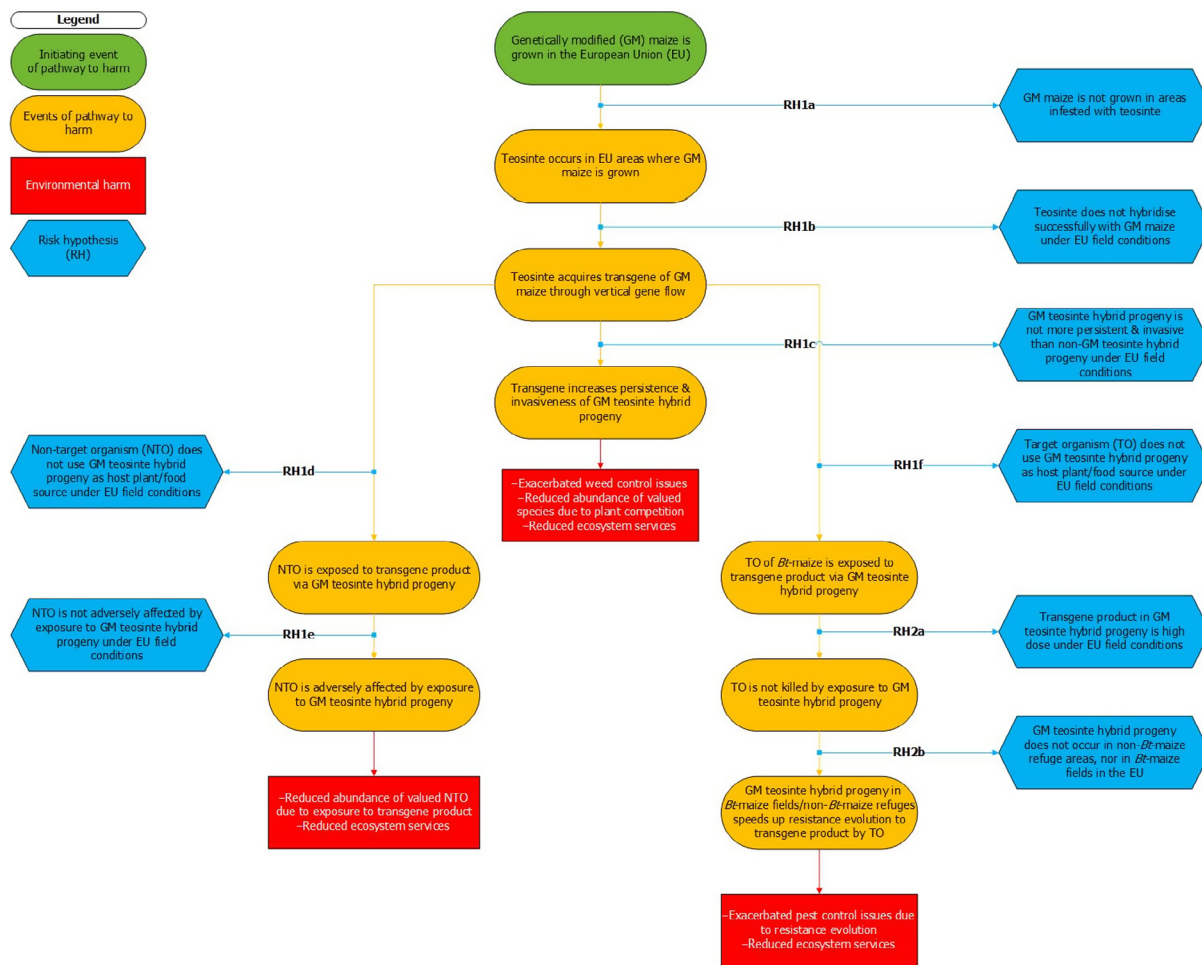 Legend
Initiating event
of pathway to harm
Events of pathway to
harm
Environmental harm
Risk hypothesis
(RH)
Genetically modified (GM) maize is
grown in the European Union (EU)
RH1a
GM maize is not grown in areas
infested with teosinte
Teosinte occurs in EU areas where GM
maize is grown
RH1b
Teosinte does not hybridise
successfully with GM maize
under EU field conditions
Teosinte acquires transgene of GM
maize through vertical gene flow
RH1c
GM teosinte hybrid progeny is
not more persistent & invasive
than non-GM teosinte hybrid
progeny under EU field
conditions
Transgene increases persistence &
invasiveness of GM teosinte hybrid
progeny
Non-target organism (NTO) does
not use GM teosinte hybrid
progeny as host plant/food
source under EU field conditions
RH1d
–Exacerbated weed control issues
–Reduced abundance of valued
species due to plant competition
–Reduced ecosystem services
RH1f
Target organism (TO) does not
use GM teosinte hybrid progeny
as host plant/food source under
EU field conditions
NTO is exposed to transgene product
via GM teosinte hybrid progeny
TO of Bt-maize is exposed to
transgene product via GM teosinte
hybrid progeny
NTO is not adversely affected by
exposure to GM teosinte hybrid
progeny under EU field
conditions
RH1e
RH2a
Transgene product in GM
teosinte hybrid progeny is high
dose under EU field conditions
NTO is adversely affected by exposure
to GM teosinte hybrid progeny
TO is not killed by exposure to GM
teosinte hybrid progeny
RH2b
GM teosinte hybrid progeny
does not occur in non-Bt-maize
refuge areas, nor in Bt-maize
fields in the EU
–Reduced abundance of valued NTO
due to exposure to transgene product
–Reduced ecosystem services
GM teosinte hybrid progeny in
Bt-maize fields/non-Bt-maize refuges
speeds up resistance evolution to
transgene product by TO
–Exacerbated pest control issues due
to resistance evolution
–Reduced ecosystem services